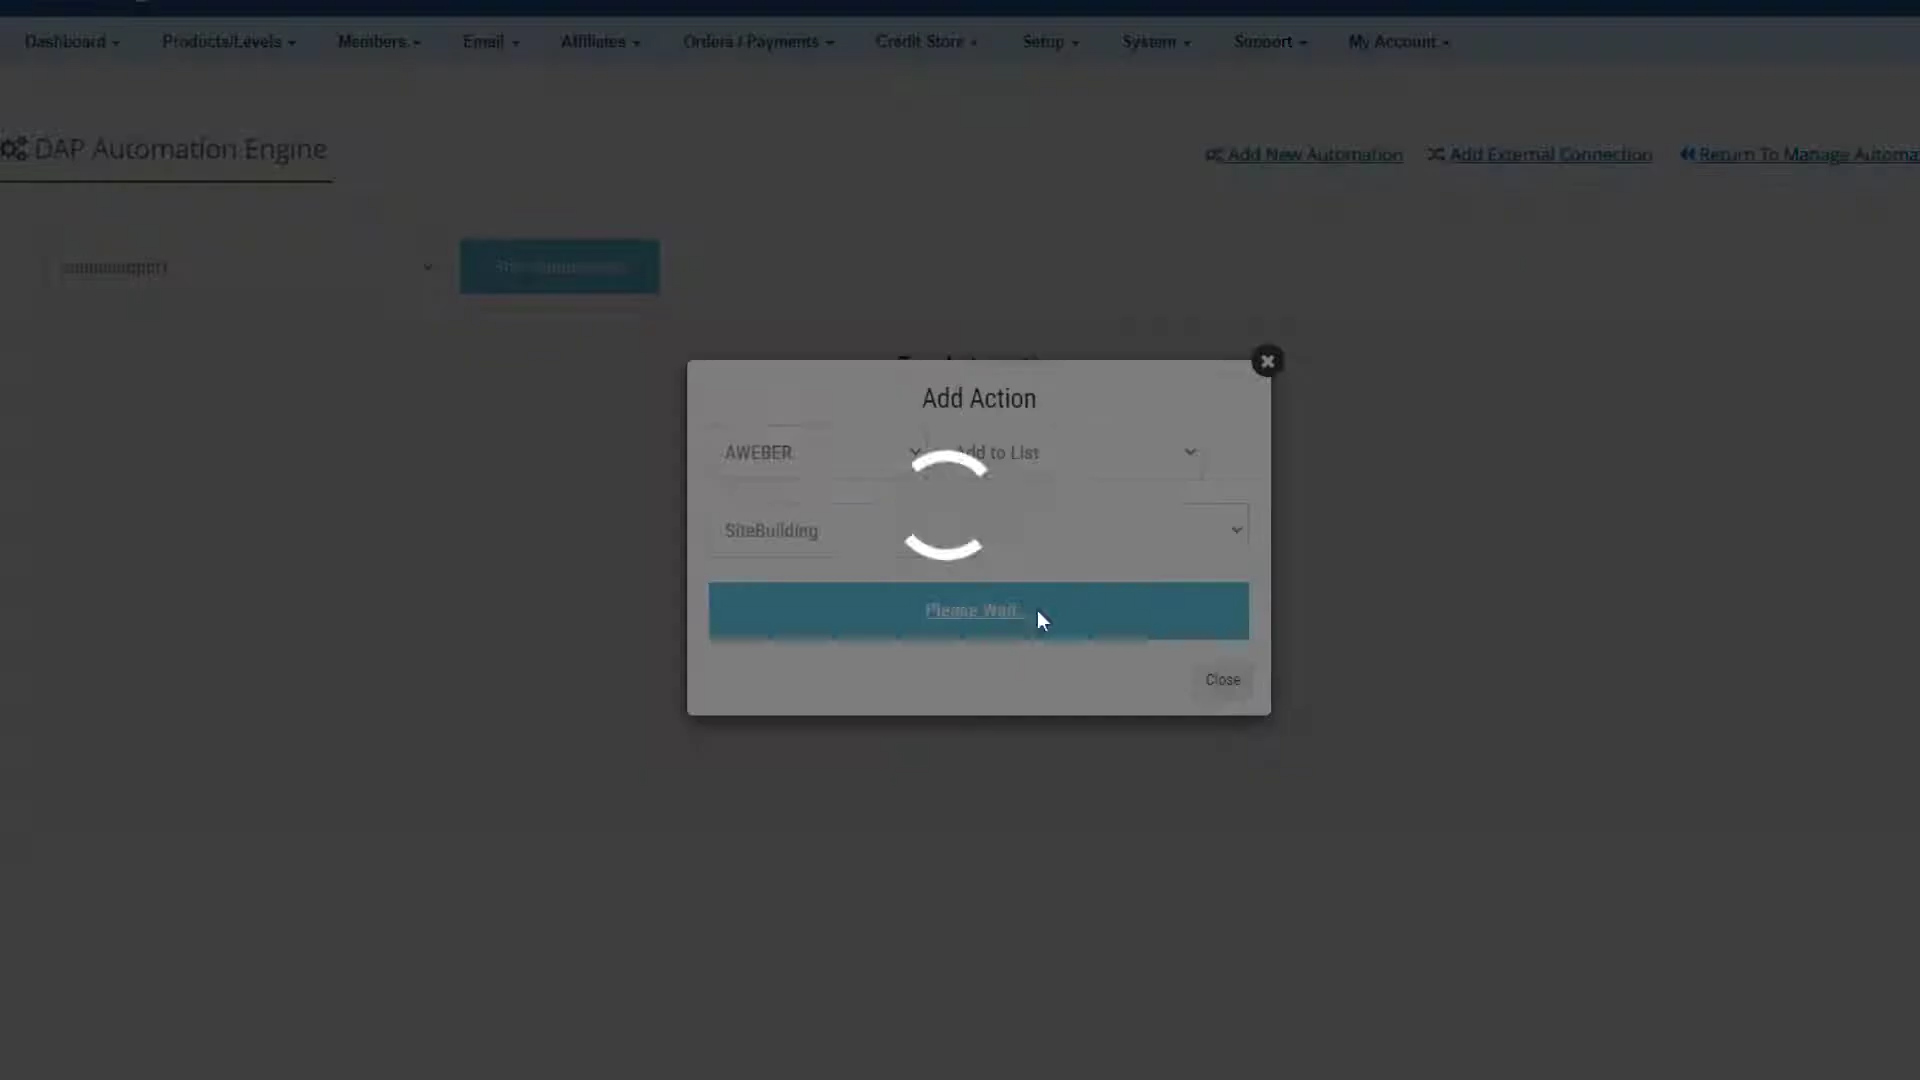 Dashboard Products/Levels Members Email Affiliates Orders / Payments Credit Store Setup System Support My Account
DAP Automation Engine
Add New Automation Add External Connection Return To Manage Automa
Add Action
AWEBER Add to List
SiteBuilding
Please Wait..
Close